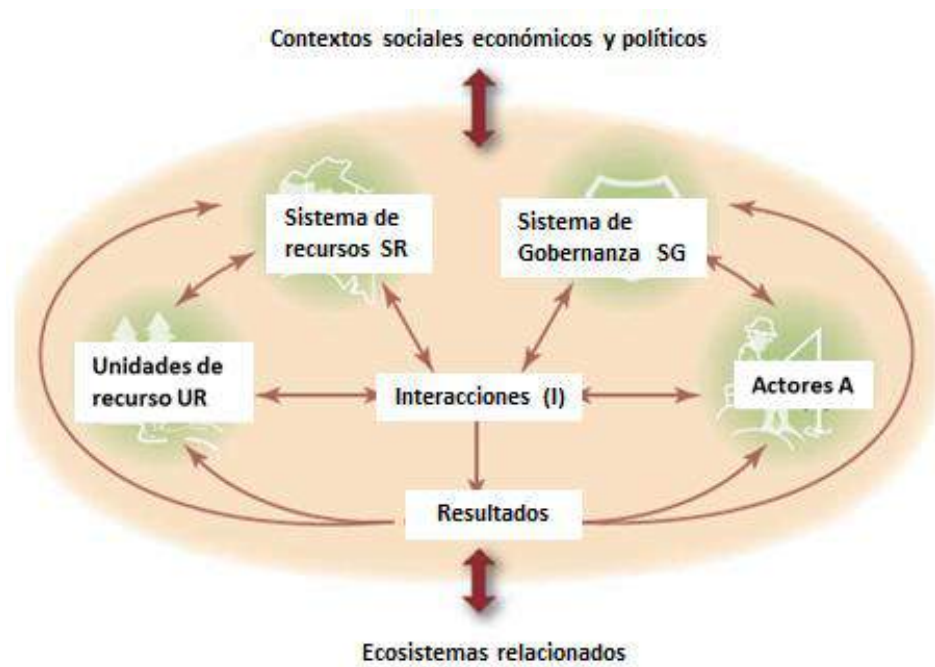 Contextos sociales económicos y políticos
Sistema de
recursos SR
Sistema de
Gobernanza SG
Unidades de
recurso UR
Interacciones (I)
Actores A
Resultados
Ecosistemas relacionados